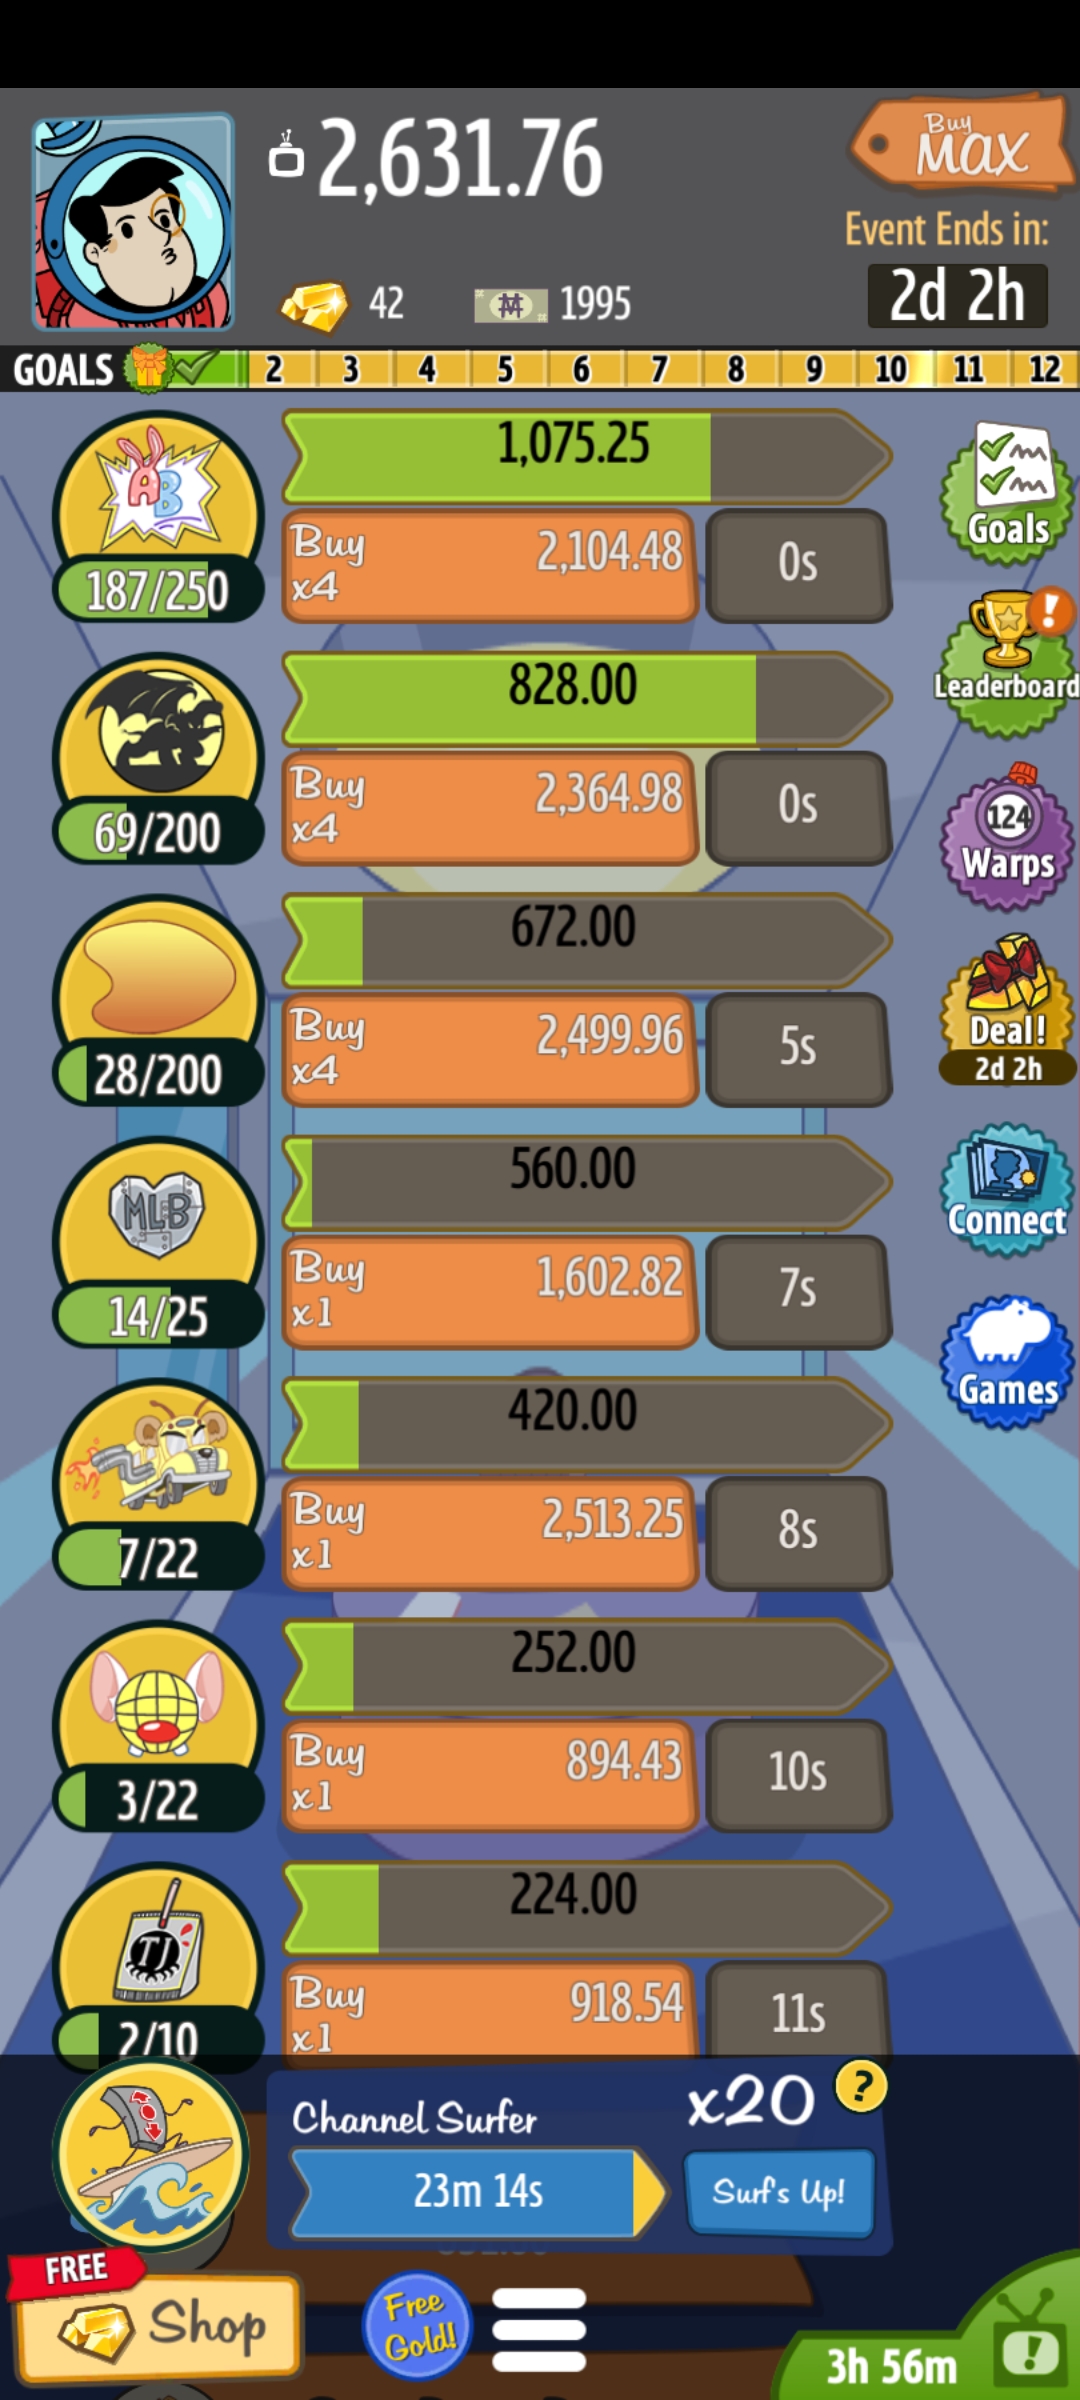 2,631.76
Buy
MAX
Event Ends in:
42
1995
2d 2h
GOALS
2 3 4 5 6 7 8 9 10 11 12
AB
1,075.25
187/250
Buy
x4
2,104.48
0s
Goals
828.00
Leaderboard
69/200
Buy
x4
2,364.98
0s
124
Warps
672.00
28/200
Buy
x4
2,499.96
5s
Deal!
2d 2h
MLB
560.00
14/25
Buy
x1
1,602.82
7s
Connect
420.00
Games
7/22
Buy
x1
2,513.25
8s
252.00
3/22
Buy
x1
894.43
10s
TJ
224.00
2/10
Buy
x1
918.54
11s
Channel Surfer
x20
?
23m 14s
Surf's Up!
FREE
Shop
Free
Gold!
3h 56m
!